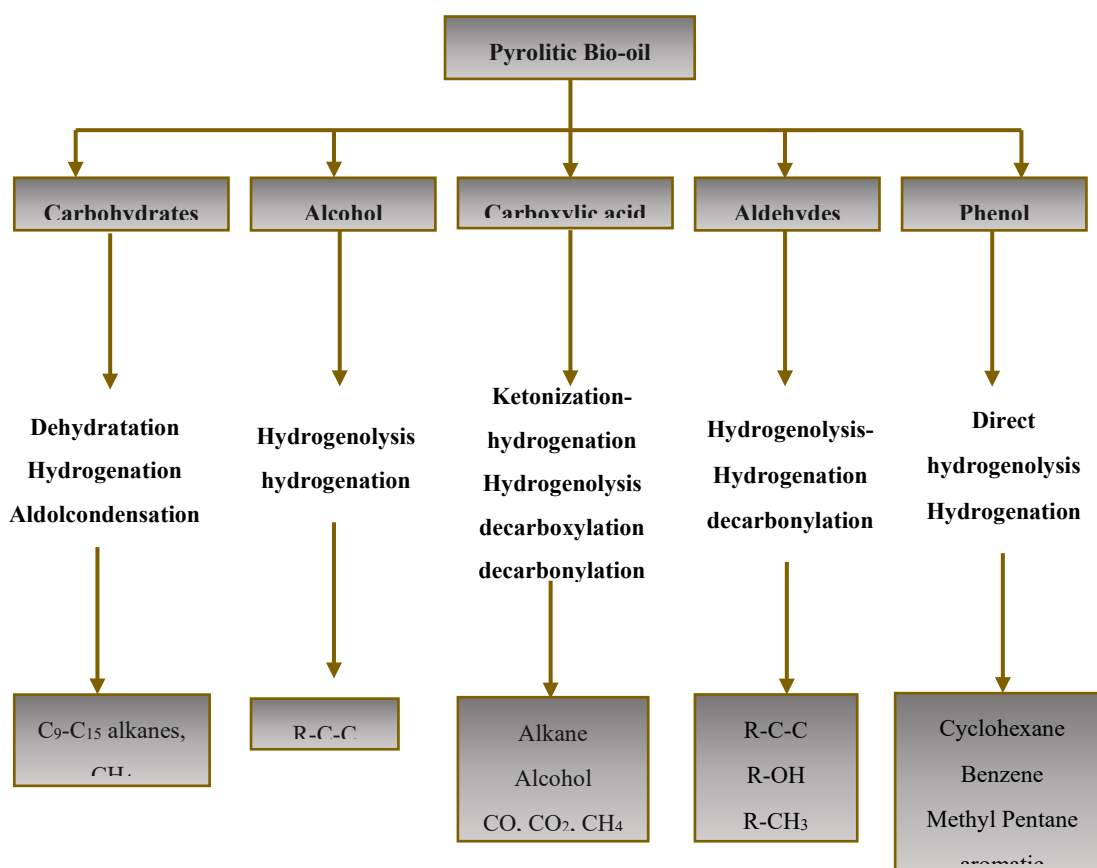 Pyrolitic Bio-oil
Carbohydrates
Alcohol
Carboxylic acid
Aldehydes
Phenol
Dehydratation
Hydrogenation
Aldolcondensation
Hydrogenolysis
hydrogenation
Ketonization-
hydrogenation
Hydrogenolysis
decarboxylation
decarbonylation
Hydrogenolysis-
Hydrogenation
decarbonylation
Direct
hydrogenolysis
Hydrogenation
C₉-C₁₅ alkanes,
CH₄
R-C-C
Alkane
Alcohol
CO, CO₂, CH₄
R-C-C
R-OH
R-CH₃
Cyclohexane
Benzene
Methyl Pentane
aromatic